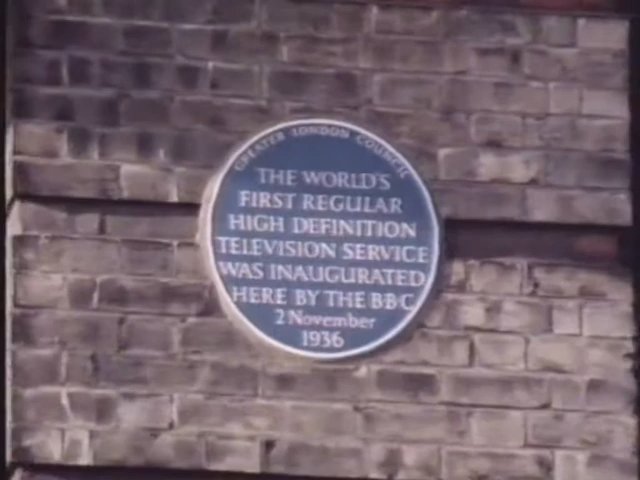 GREATER LONDON COUNCIL
THE WORLD'S
FIRST REGULAR
HIGH DEFINITION
TELEVISION SERVICE
WAS INAUGURATED
HERE BY THE B·B·C
2 November
1936